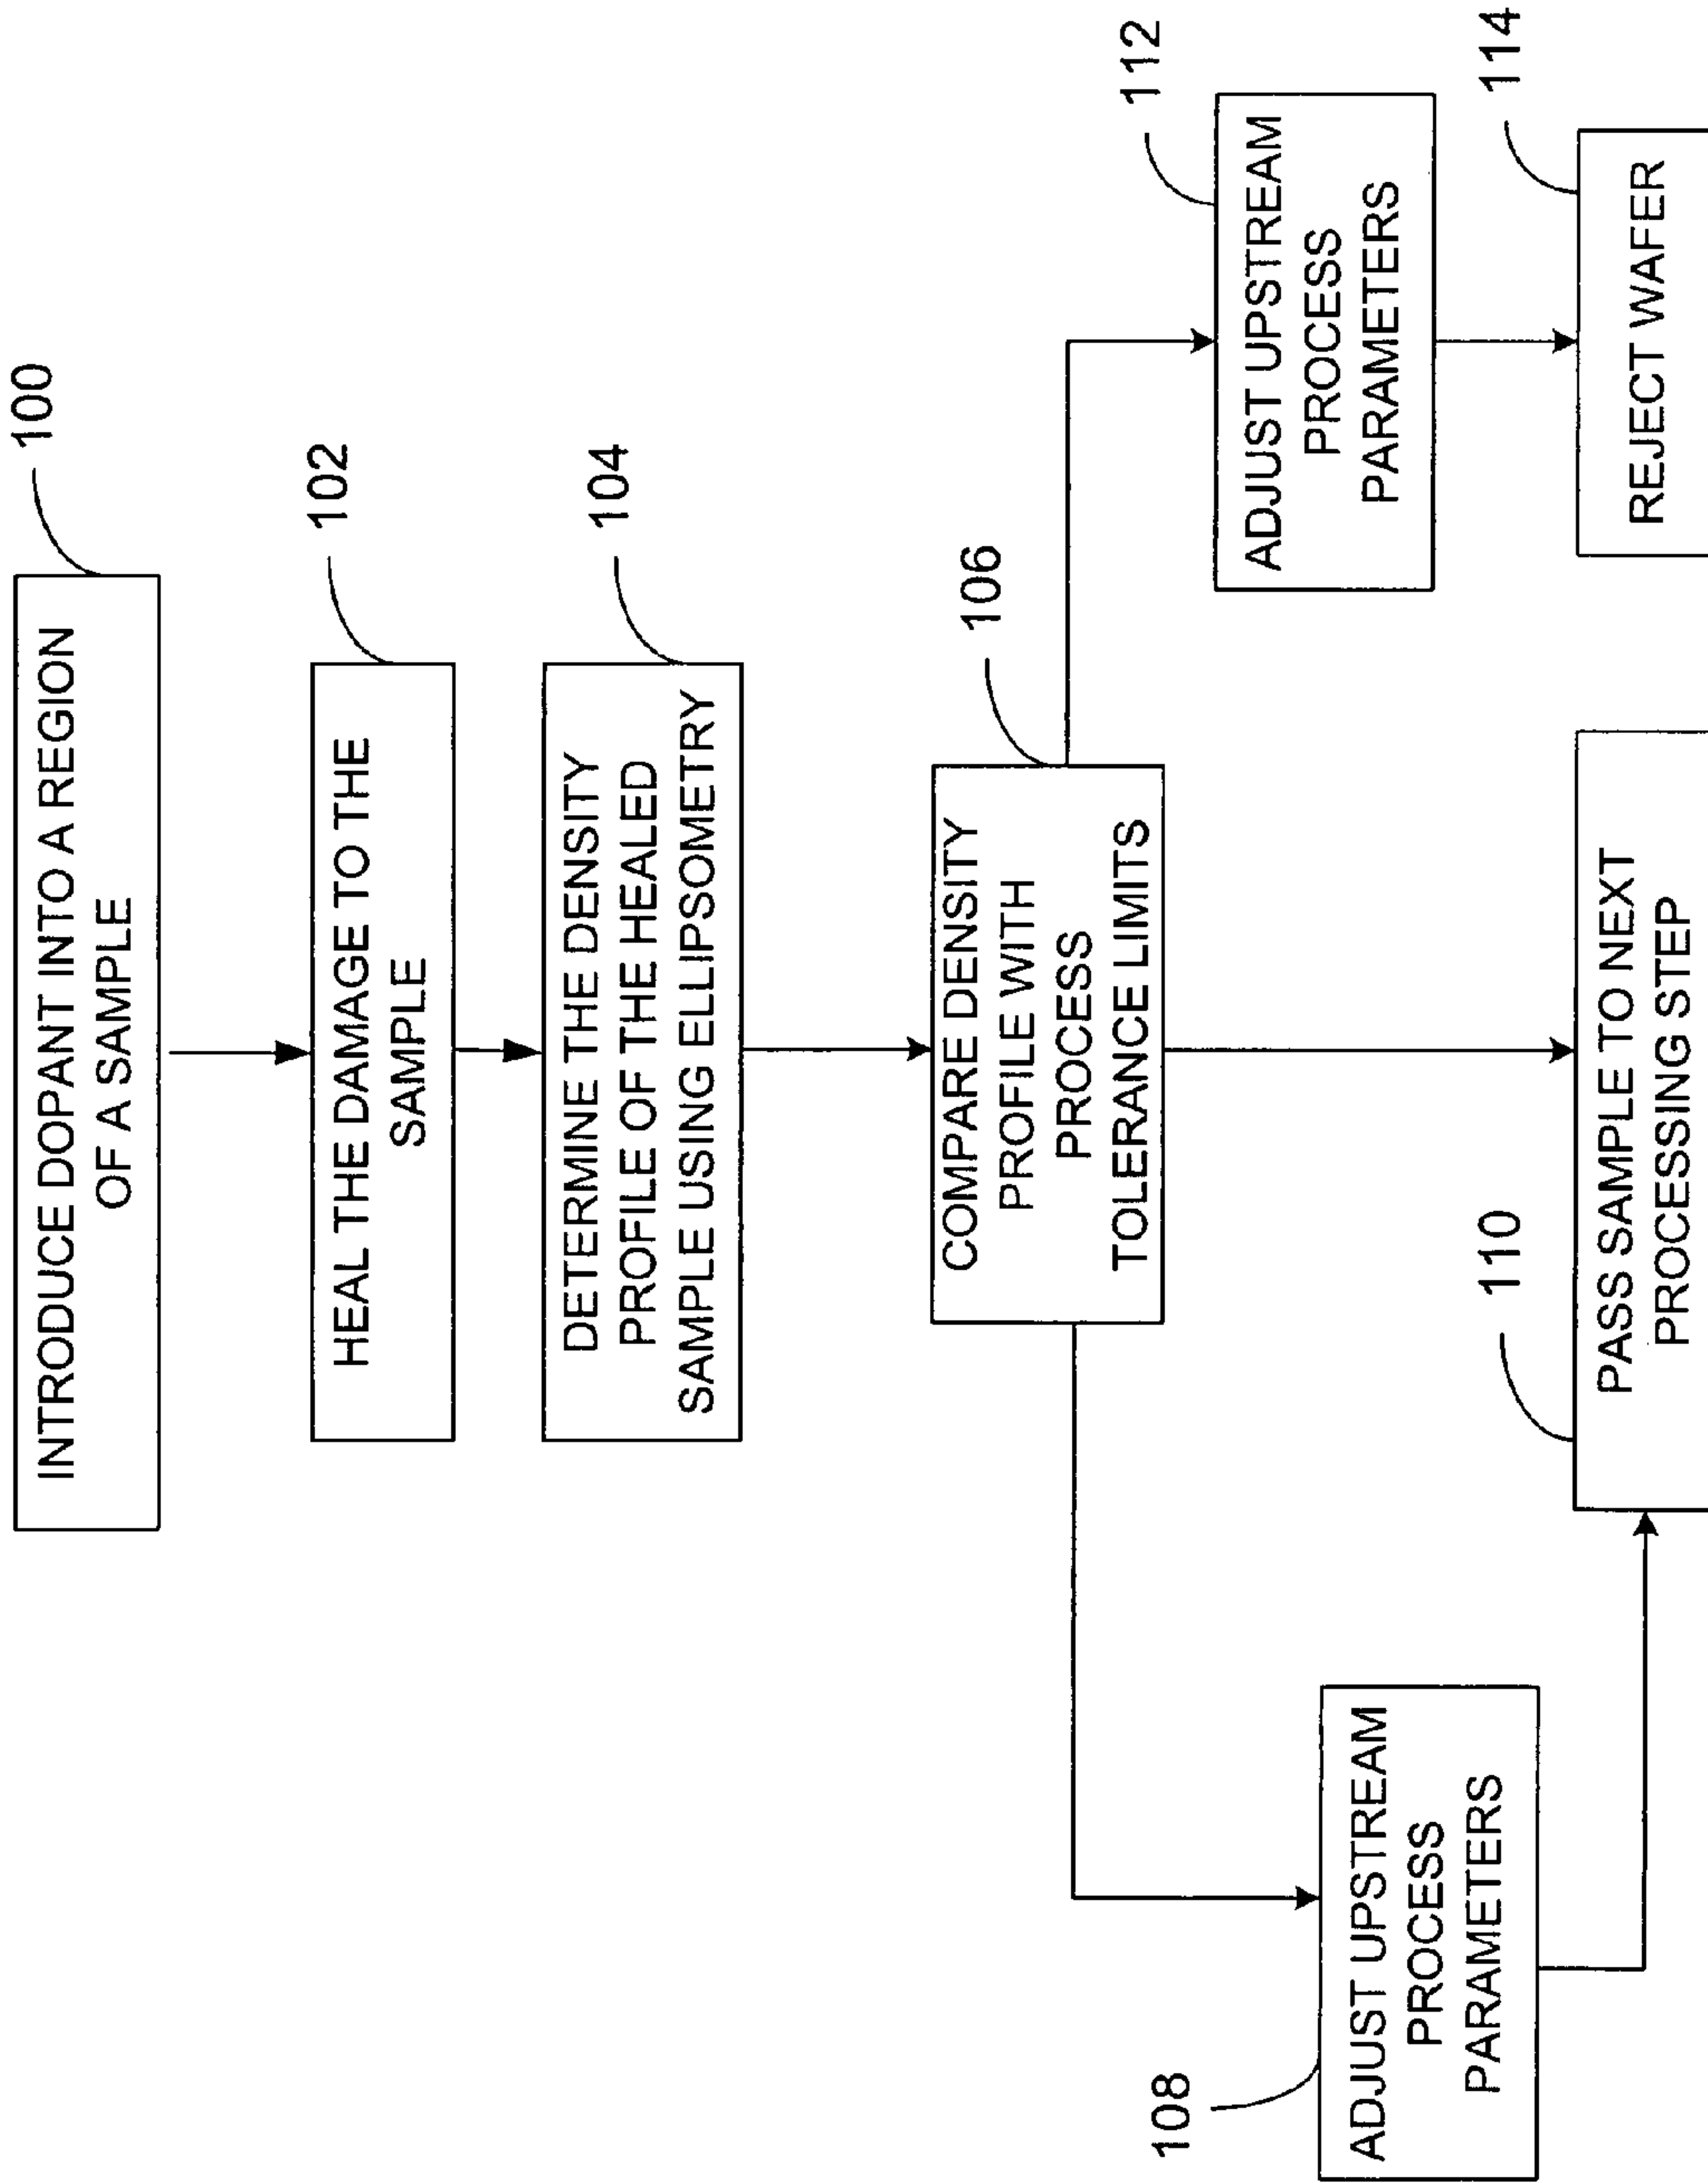 100
INTRODUCE DOPANT INTO A REGION
OF A SAMPLE
102
HEAL THE DAMAGE TO THE
SAMPLE
104
DETERMINE THE DENSITY
PROFILE OF THE HEALED
SAMPLE USING ELLIPSOMETRY
106
COMPARE DENSITY
PROFILE WITH
PROCESS
TOLERANCE LIMITS
108
ADJUST UPSTREAM
PROCESS
PARAMETERS
110
PASS SAMPLE TO NEXT
PROCESSING STEP
112
ADJUST UPSTREAM
PROCESS
PARAMETERS
114
REJECT WAFER